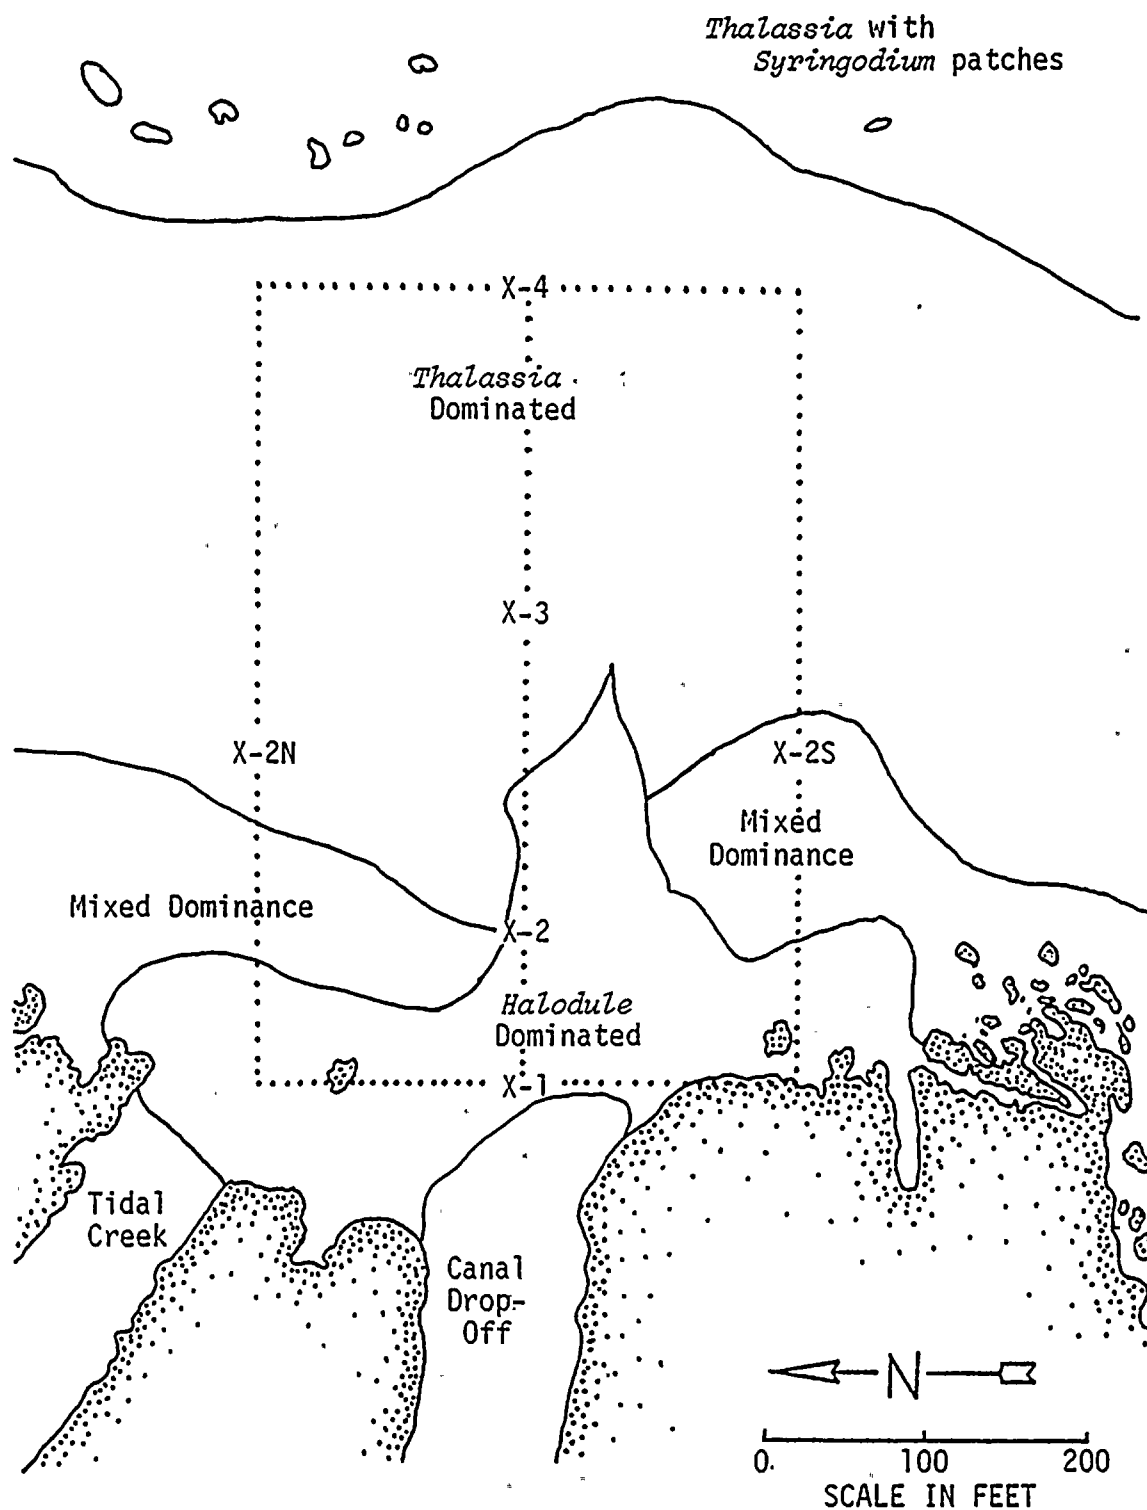 Thalassia with
Syringodium patches
X-4
Thalassia
Dominated
X-3
X-2N
X-2S
Mixed
Dominance
Mixed Dominance
X-2
Halodule
Dominated
X-1
Tidal
Creek
Canal
Drop-
Off
N
0 100 200
SCALE IN FEET